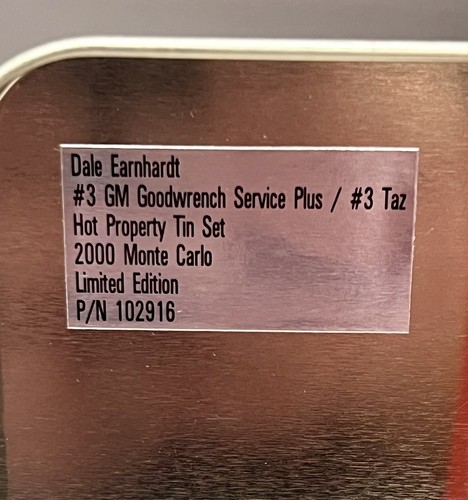 Dale Earnhardt
#3 GM Goodwrench Service Plus / #3 Taz
Hot Property Tin Set
2000 Monte Carlo
Limited Edition
P/N 102916